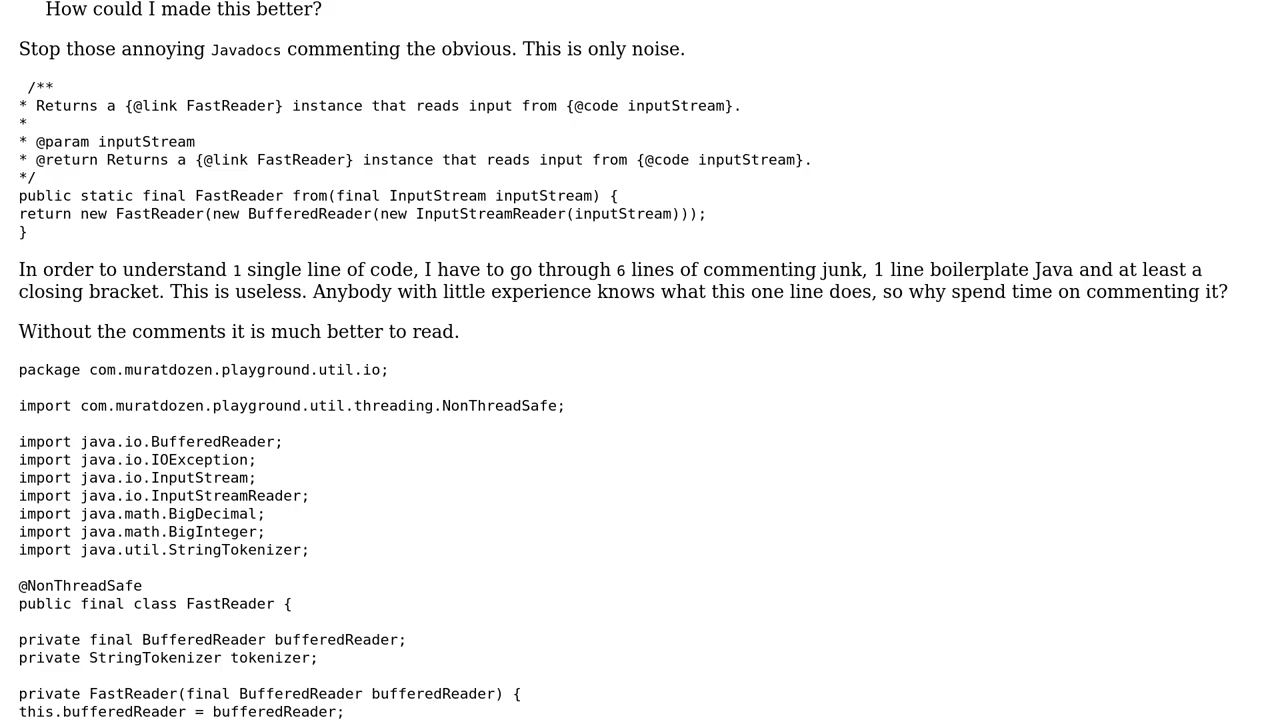 How could I made this better?
Stop those annoying Javadocs commenting the obvious. This is only noise.
/**
* Returns a {@link FastReader} instance that reads input from {@code inputStream}.
*
* @param inputStream
* @return Returns a {@link FastReader} instance that reads input from {@code inputStream}.
*/
public static final FastReader from(final InputStream inputStream) {
return new FastReader(new BufferedReader(new InputStreamReader(inputStream)));
}
In order to understand 1 single line of code, I have to go through 6 lines of commenting junk, 1 line boilerplate Java and at least a
closing bracket. This is useless. Anybody with little experience knows what this one line does, so why spend time on commenting it?
Without the comments it is much better to read.
package com.muratdozen.playground.util.io;
import com.muratdozen.playground.util.threading.NonThreadSafe;
import java.io.BufferedReader;
import java.io.IOException;
import java.io.InputStream;
import java.io.InputStreamReader;
import java.math.BigDecimal;
import java.math.BigInteger;
import java.util.StringTokenizer;
@NonThreadSafe
public final class FastReader {
private final BufferedReader bufferedReader;
private StringTokenizer tokenizer;
private FastReader(final BufferedReader bufferedReader) {
this.bufferedReader = bufferedReader;